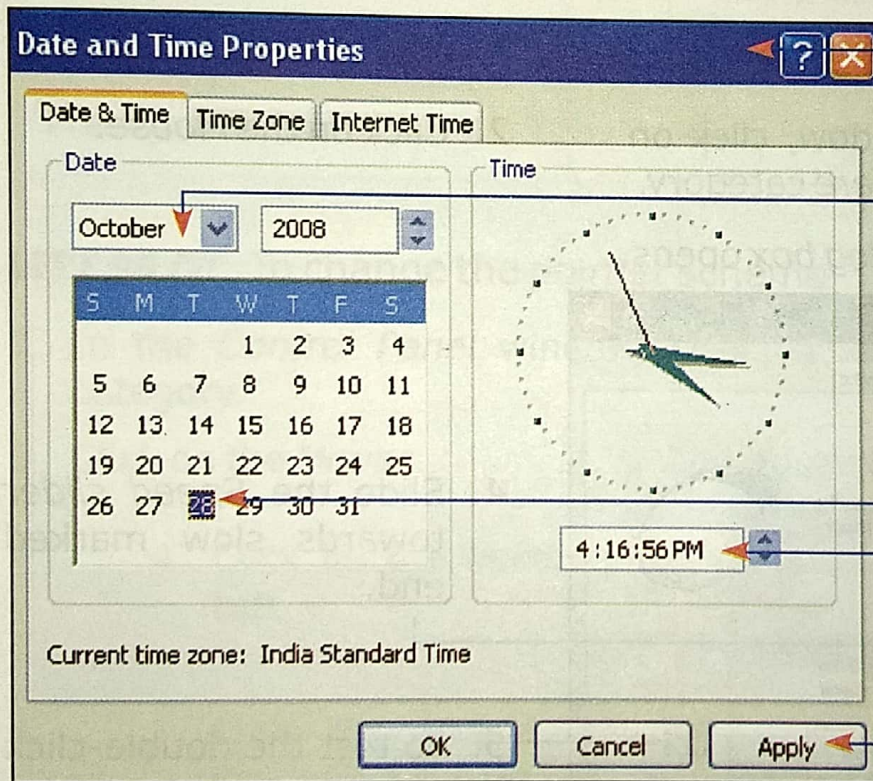 Date and Time Properties
Date & Time Time Zone Internet Time
Date
Time
October 2008
S M T W T F S
1 2 3 4
5 6 7 8 9 10 11
12 13 14 15 16 17 18
19 20 21 22 23 24 25
26 27 28 29 30 31
4:16:56 PM
Current time zone: India Standard Time
OK Cancel Apply